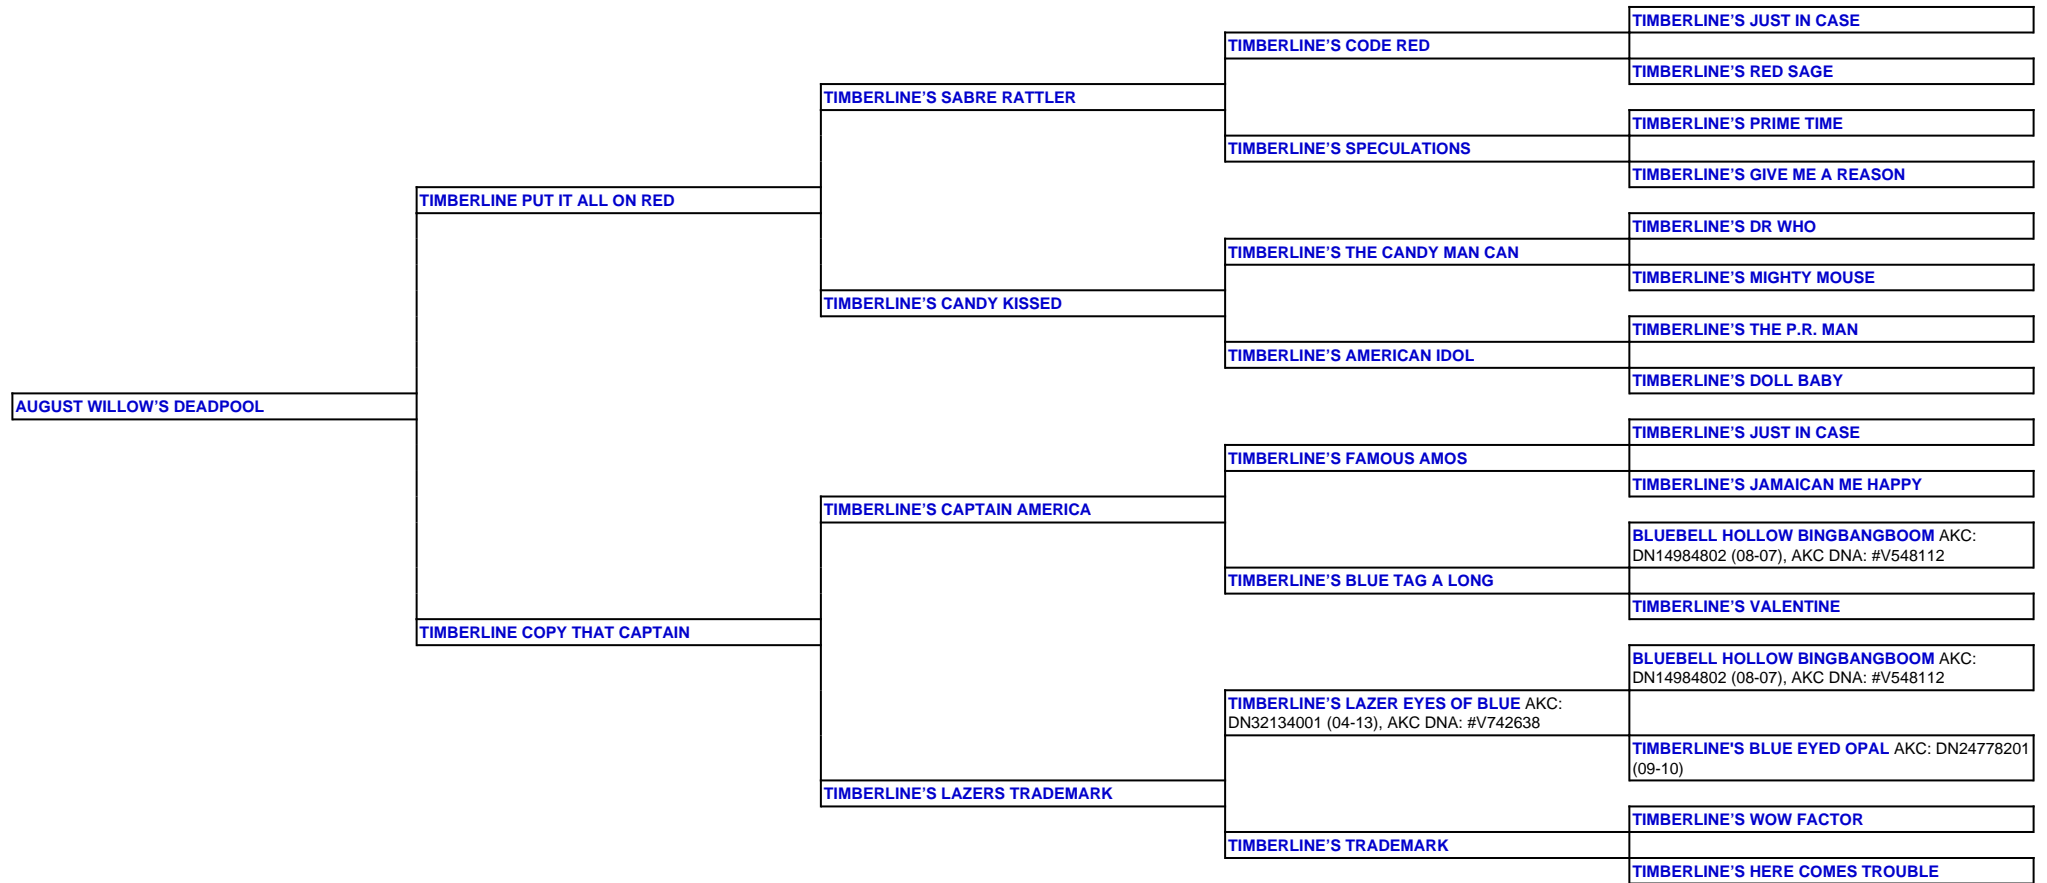 TIMBERLINE’S JUST IN CASE
TIMBERLINE’S CODE RED
TIMBERLINE’S RED SAGE
TIMBERLINE’S SABRE RATTLER
TIMBERLINE’S PRIME TIME
TIMBERLINE’S SPECULATIONS
TIMBERLINE’S GIVE ME A REASON
TIMBERLINE PUT IT ALL ON RED
TIMBERLINE’S DR WHO
TIMBERLINE’S THE CANDY MAN CAN
TIMBERLINE’S MIGHTY MOUSE
TIMBERLINE’S CANDY KISSED
TIMBERLINE’S THE P.R. MAN
TIMBERLINE’S AMERICAN IDOL
TIMBERLINE’S DOLL BABY
AUGUST WILLOW’S DEADPOOL
TIMBERLINE’S JUST IN CASE
TIMBERLINE’S FAMOUS AMOS
TIMBERLINE’S JAMAICAN ME HAPPY
TIMBERLINE’S CAPTAIN AMERICA
BLUEBELL HOLLOW BINGBANGBOOM AKC:
DN14984802 (08-07), AKC DNA: #V548112
TIMBERLINE’S BLUE TAG A LONG
TIMBERLINE’S VALENTINE
TIMBERLINE COPY THAT CAPTAIN
BLUEBELL HOLLOW BINGBANGBOOM AKC:
DN14984802 (08-07), AKC DNA: #V548112
TIMBERLINE’S LAZER EYES OF BLUE AKC:
DN32134001 (04-13), AKC DNA: #V742638
TIMBERLINE'S BLUE EYED OPAL AKC: DN24778201
(09-10)
TIMBERLINE’S LAZERS TRADEMARK
TIMBERLINE’S WOW FACTOR
TIMBERLINE’S TRADEMARK
TIMBERLINE’S HERE COMES TROUBLE